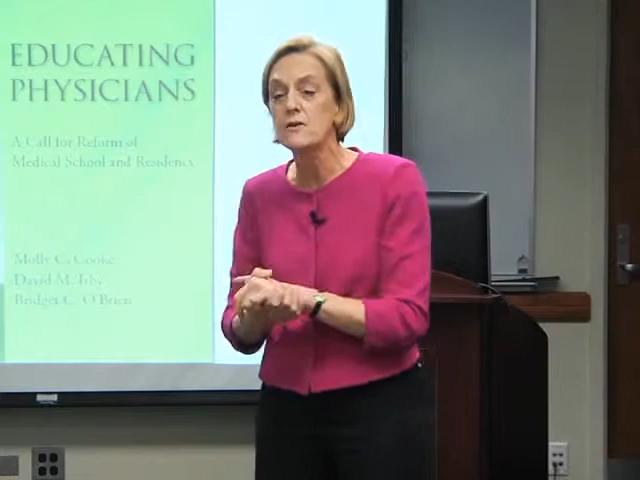 EDUCATING
PHYSICIANS
A Call for Reform of
Medical School and Residency
Molly C. Cooke
David M. Irby
Bridget C. O'Brien